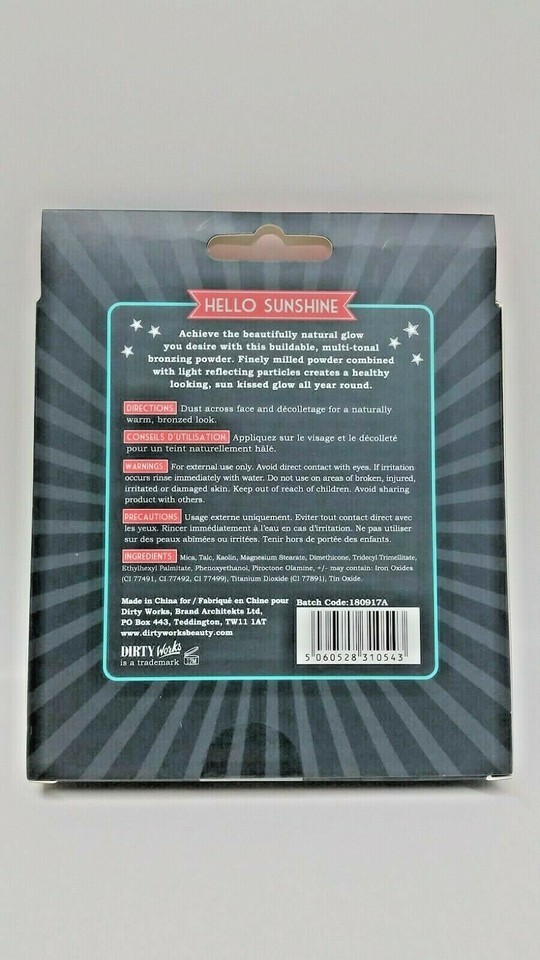 HELLO SUNSHINE
Achieve the beautifully natural glow
you desire with this buildable, multi-tonal
bronzing powder. Finely milled powder combined
with light reflecting particles creates a healthy
looking, sun kissed glow all year round.
DIRECTIONS: Dust across face and décolletage for a naturally
warm, bronzed look.
CONSEILS D'UTILISATION: Appliquez sur le visage et le décolleté
pour un teint naturellement hâlé.
WARNINGS: For external use only. Avoid direct contact with eyes. If irritation
occurs rinse immediately with water. Do not use on areas of broken, injured,
irritated or damaged skin. Keep out of reach of children. Avoid sharing
product with others.
PRECAUTIONS: Usage externe uniquement. Eviter tout contact direct avec
les yeux. Rincer immédiatement à l'eau en cas d'irritation. Ne pas utiliser
sur des peaux abîmées ou irritées. Tenir hors de portée des enfants.
INGREDIENTS: Mica, Talc, Kaolin, Magnesium Stearate, Dimethicone, Tridecyl Trimellitate,
Ethylhexyl Palmitate, Phenoxyethanol, Piroctone Olamine, +/- may contain: Iron Oxides
(CI 77491, CI 77492, CI 77499), Titanium Dioxide (CI 77891), Tin Oxide.
Made in China for / Fabriqué en Chine pour
Dirty Works, Brand Architekts Ltd,
PO Box 443, Teddington, TW11 1AT
www.dirtyworksbeauty.com
DIRTY Works
is a trademark
12M
Batch Code:180917A
5 060528 310543